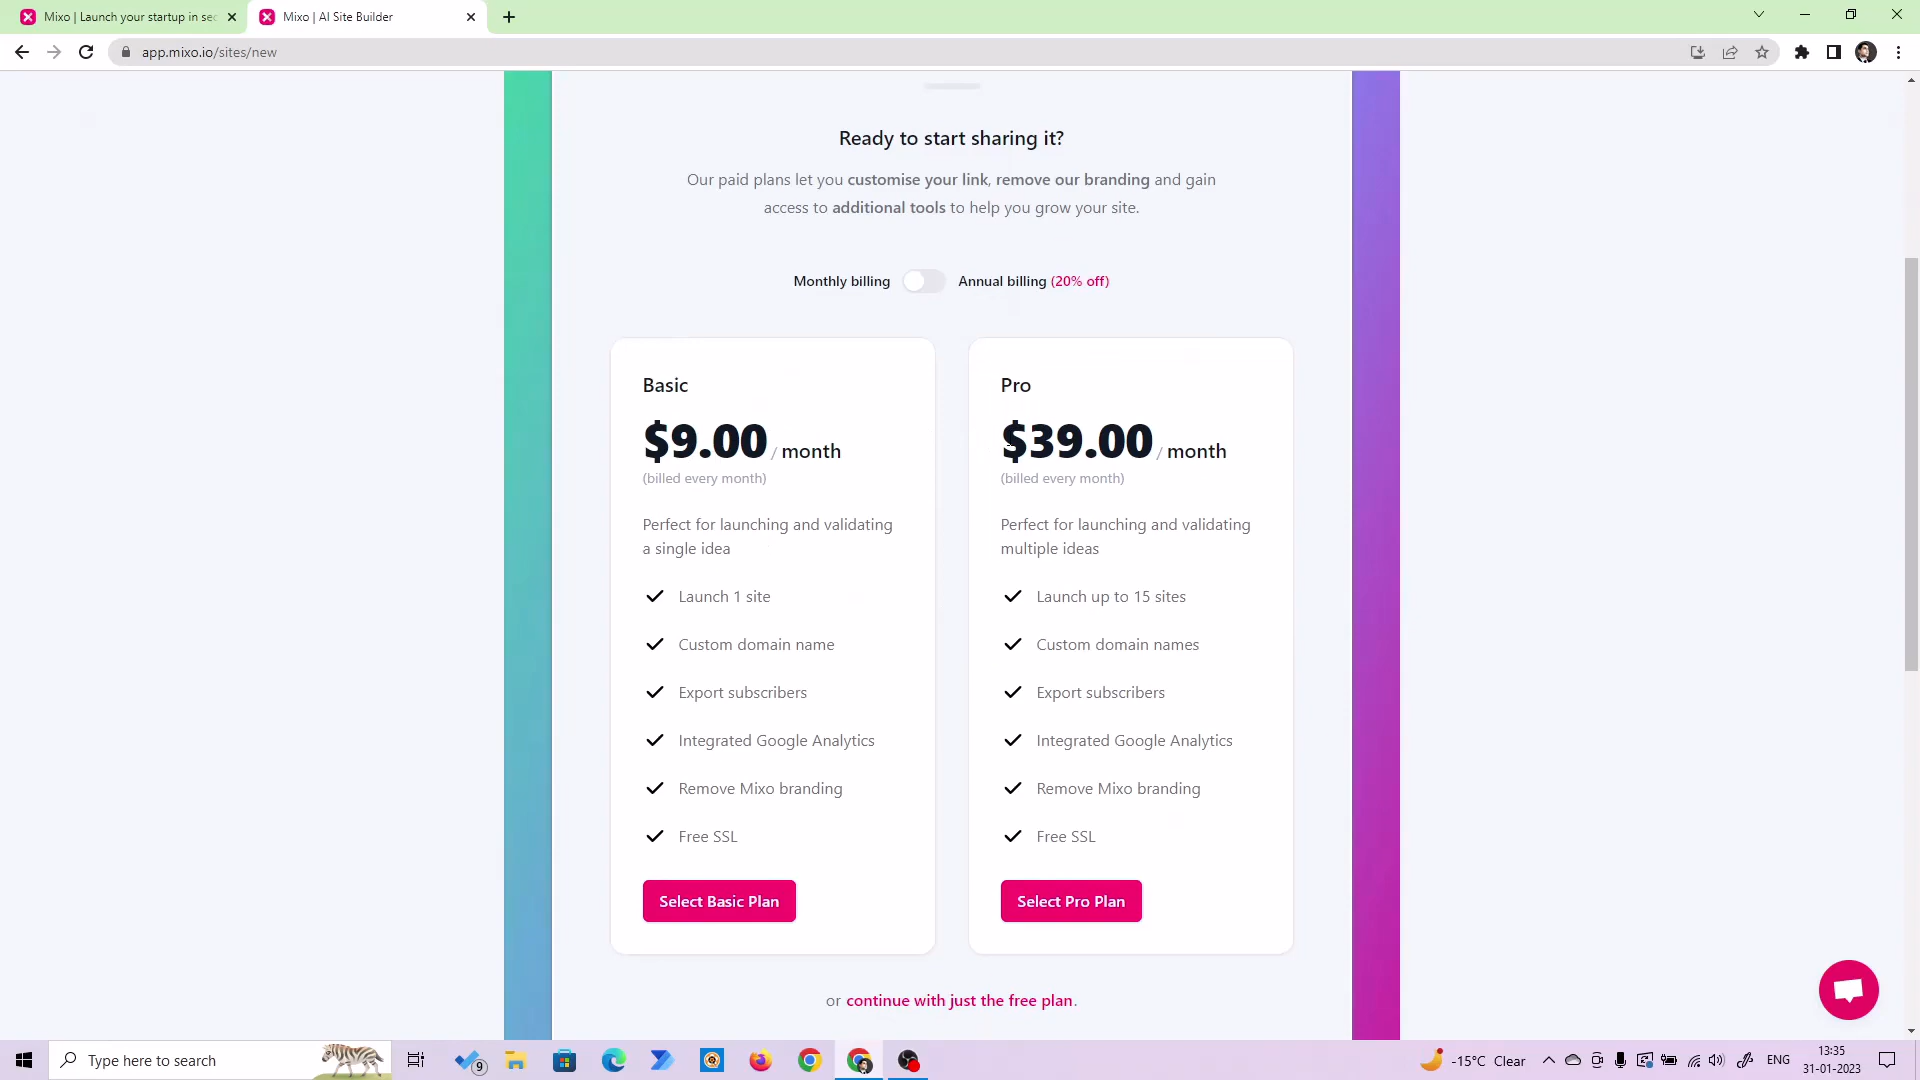 Mixo | Launch your startup in sec
Mixo | AI Site Builder
app.mixo.io/sites/new
Ready to start sharing it?
Our paid plans let you customise your link, remove our branding and gain
access to additional tools to help you grow your site.
Monthly billing
Annual billing (20% off)
Basic
$9.00 / month
(billed every month)
Perfect for launching and validating
a single idea
Launch 1 site
Custom domain name
Export subscribers
Integrated Google Analytics
Remove Mixo branding
Free SSL
Select Basic Plan
Pro
$39.00 / month
(billed every month)
Perfect for launching and validating
multiple ideas
Launch up to 15 sites
Custom domain names
Export subscribers
Integrated Google Analytics
Remove Mixo branding
Free SSL
Select Pro Plan
or continue with just the free plan.
Type here to search
9
-15°C Clear
ENG
13:35
31-01-2023